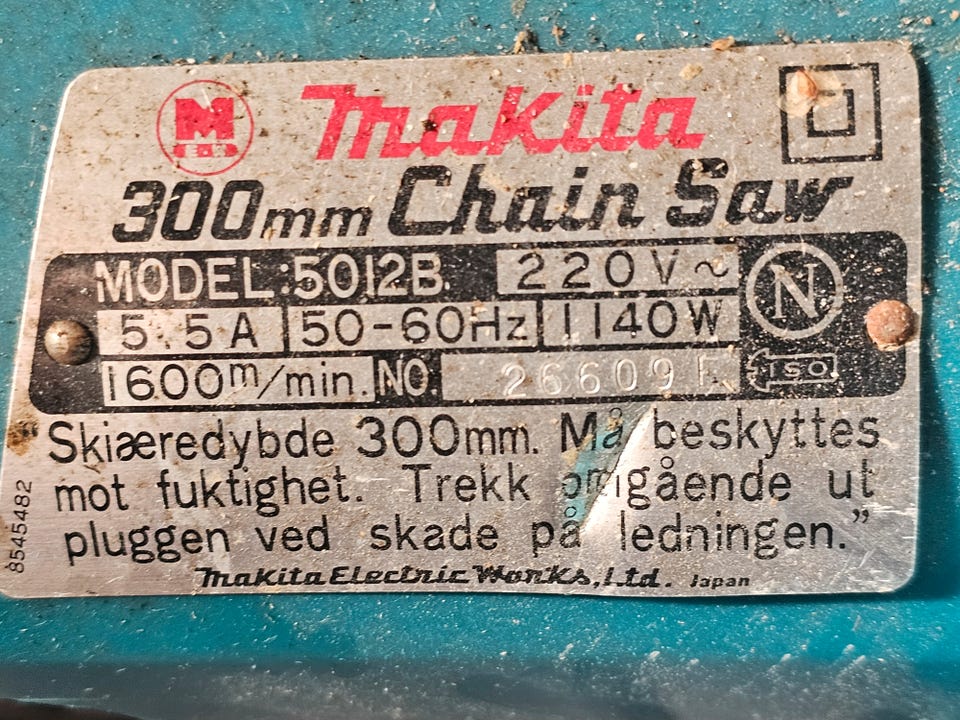 M
Makita
300mm Chain Saw
MODEL:5012B. 220V~
N
5.5A 50-60Hz 1140W
1600m/min. NO. 26609
ISO
Skiæredybde 300mm. Må beskyttes
mot fuktighet. Trekk omgående ut
pluggen ved skade på ledningen."
Makita Electric Works, Ltd. Japan
8545482